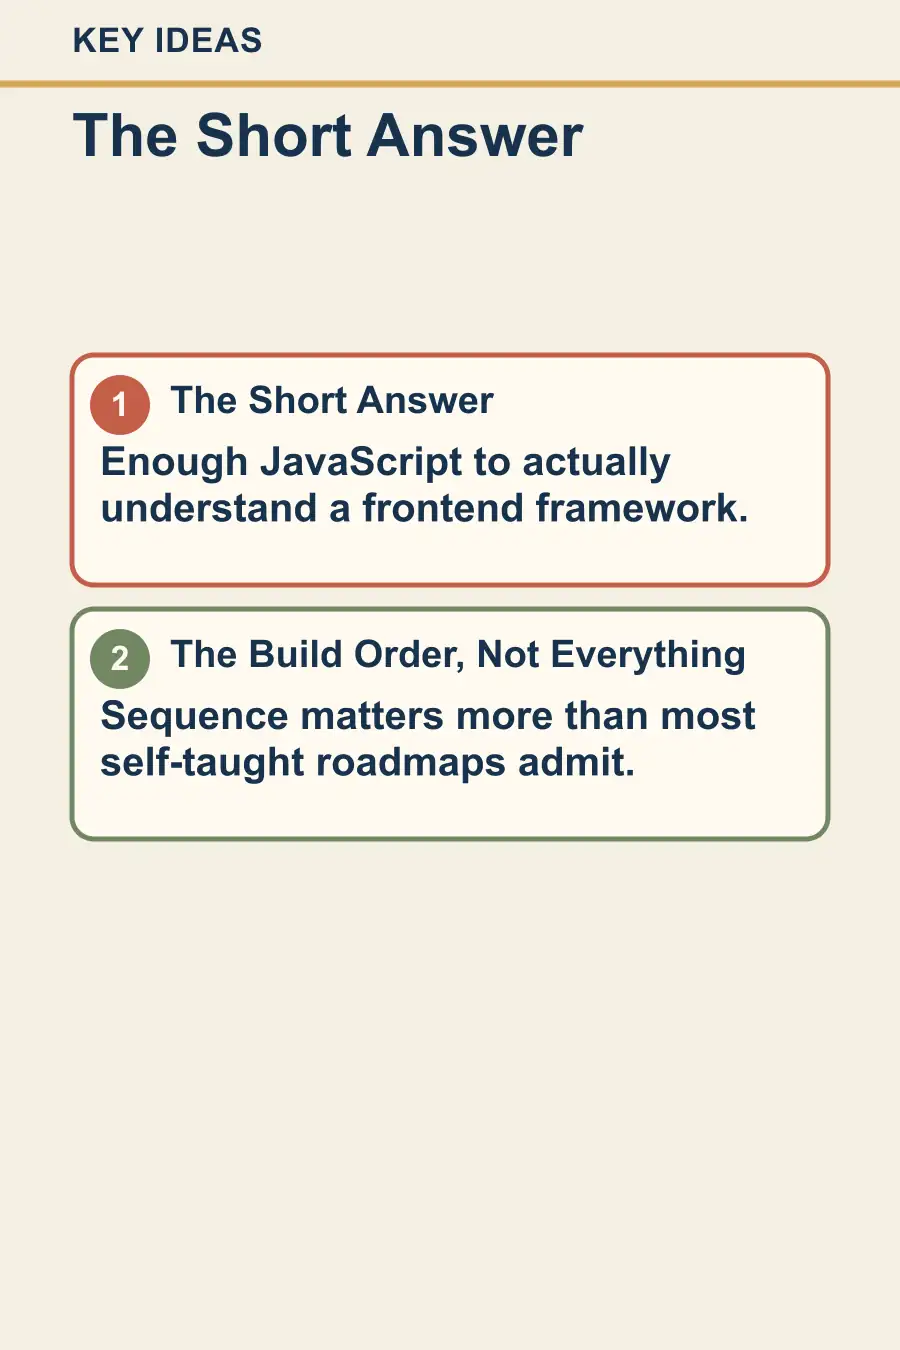 KEY IDEAS
The Short Answer
1
The Short Answer
Enough JavaScript to actually
understand a frontend framework.
2
The Build Order, Not Everything
Sequence matters more than most
self-taught roadmaps admit.